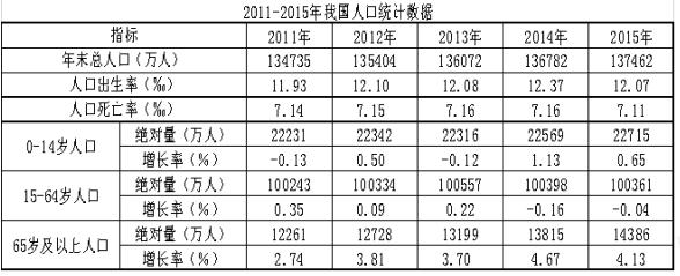 2011-2015年我国人口统计数据
指标 2011年 2012年 2013年 2014年 2015年
年末总人口(万人) 134735 135404 136072 136782 137462
人口出生率(‰) 11.93 12.10 12.08 12.37 12.07
人口死亡率(‰) 7.14 7.15 7.16 7.16 7.11
0-14岁人口 绝对量(万人) 22231 22342 22316 22569 22715
增长率(%) -0.13 0.50 -0.12 1.13 0.65
15-64岁人口 绝对量(万人) 100243 100334 100557 100398 100361
增长率(%) 0.35 0.09 0.22 -0.16 -0.04
65岁及以上人口 绝对量(万人) 12261 12728 13199 13815 14386
增长率(%) 2.74 3.81 3.70 4.67 4.13